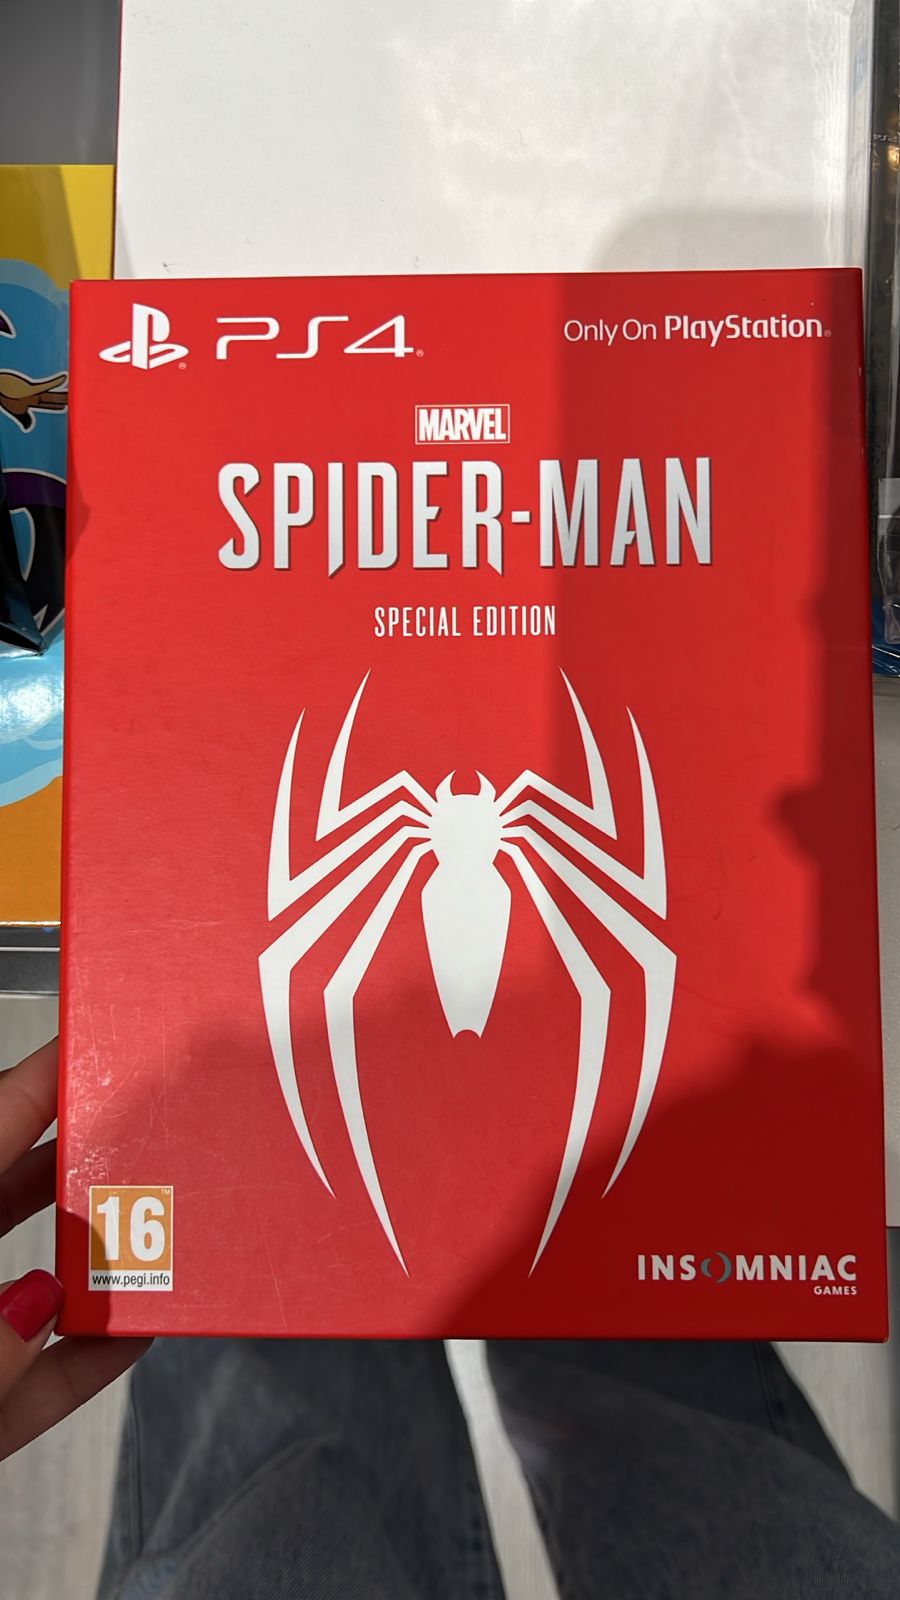 PS4
Only On PlayStation
MARVEL
SPIDER-MAN
SPECIAL EDITION
16
www.pegi.info
INSOMNIAC
GAMES